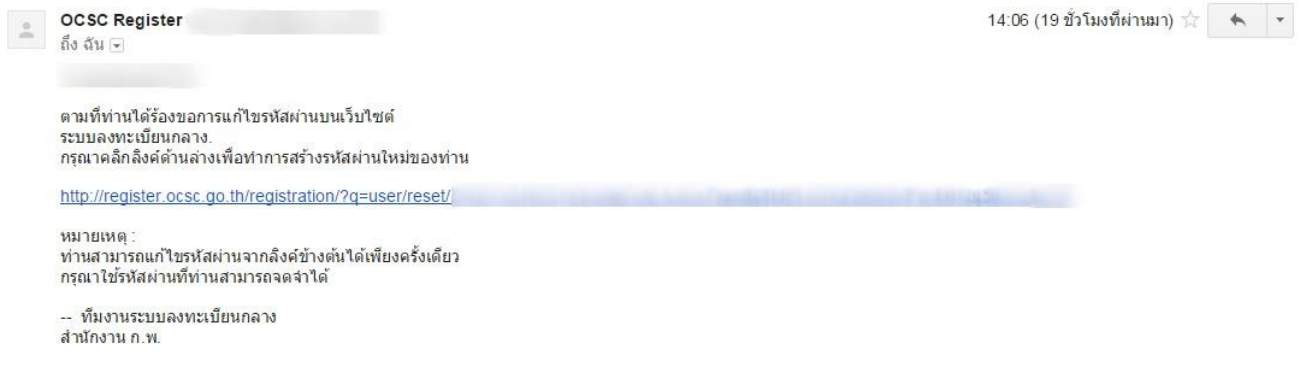 OCSC Register
14:06 (19 ชั่วโมงที่ผ่านมา)
ถึง ฉัน
ตามที่ท่านได้ร้องขอการแก้ไขรหัสผ่านบนเว็บไซต์
ระบบลงทะเบียนกลาง.
กรุณาคลิกลิงค์ด้านล่างเพื่อทำการสร้างรหัสผ่านใหม่ของท่าน
http://register.ocsc.go.th/registration/?q=user/reset/
หมายเหตุ :
ท่านสามารถแก้ไขรหัสผ่านจากลิงค์ข้างต้นได้เพียงครั้งเดียว
กรุณาใช้รหัสผ่านที่ท่านสามารถจดจำได้
-- ทีมงานระบบลงทะเบียนกลาง
สำนักงาน ก.พ.